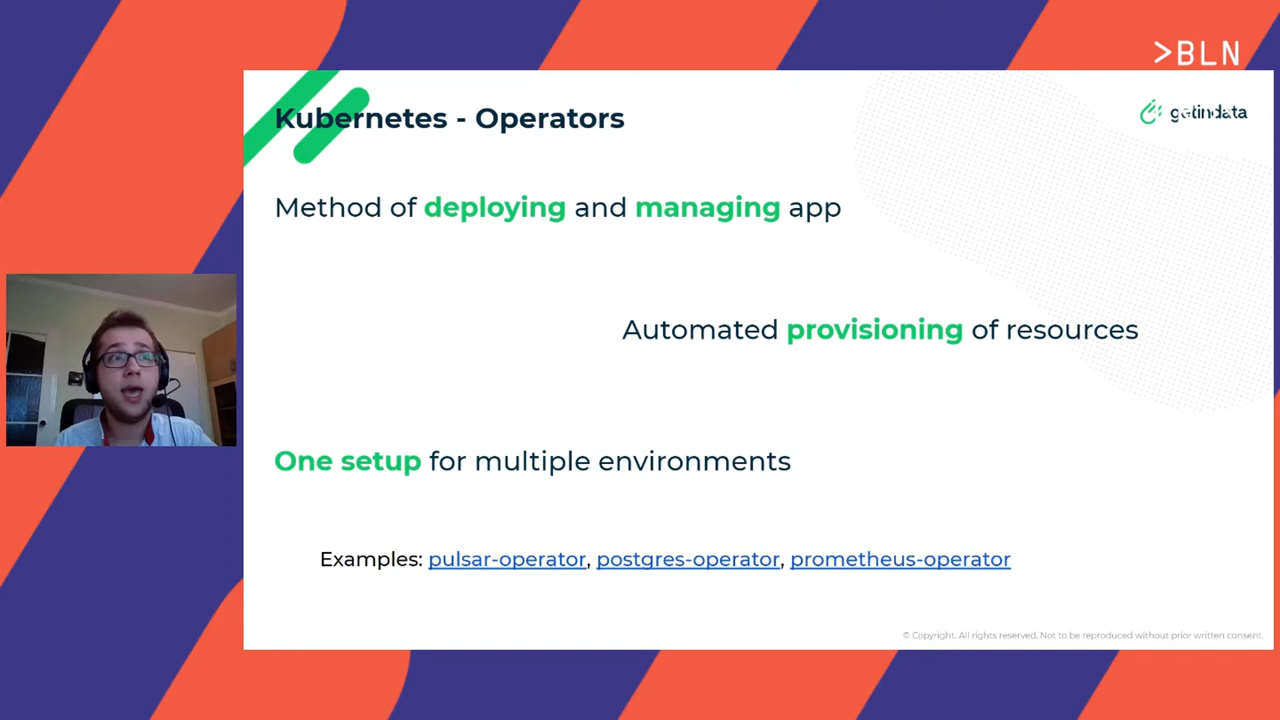 >BLN
Kubernetes - Operators
getindata
Method of deploying and managing app
Automated provisioning of resources
One setup for multiple environments
Examples: pulsar-operator, postgres-operator, prometheus-operator
© Copyright. All rights reserved. Not to be reproduced without prior written consent.